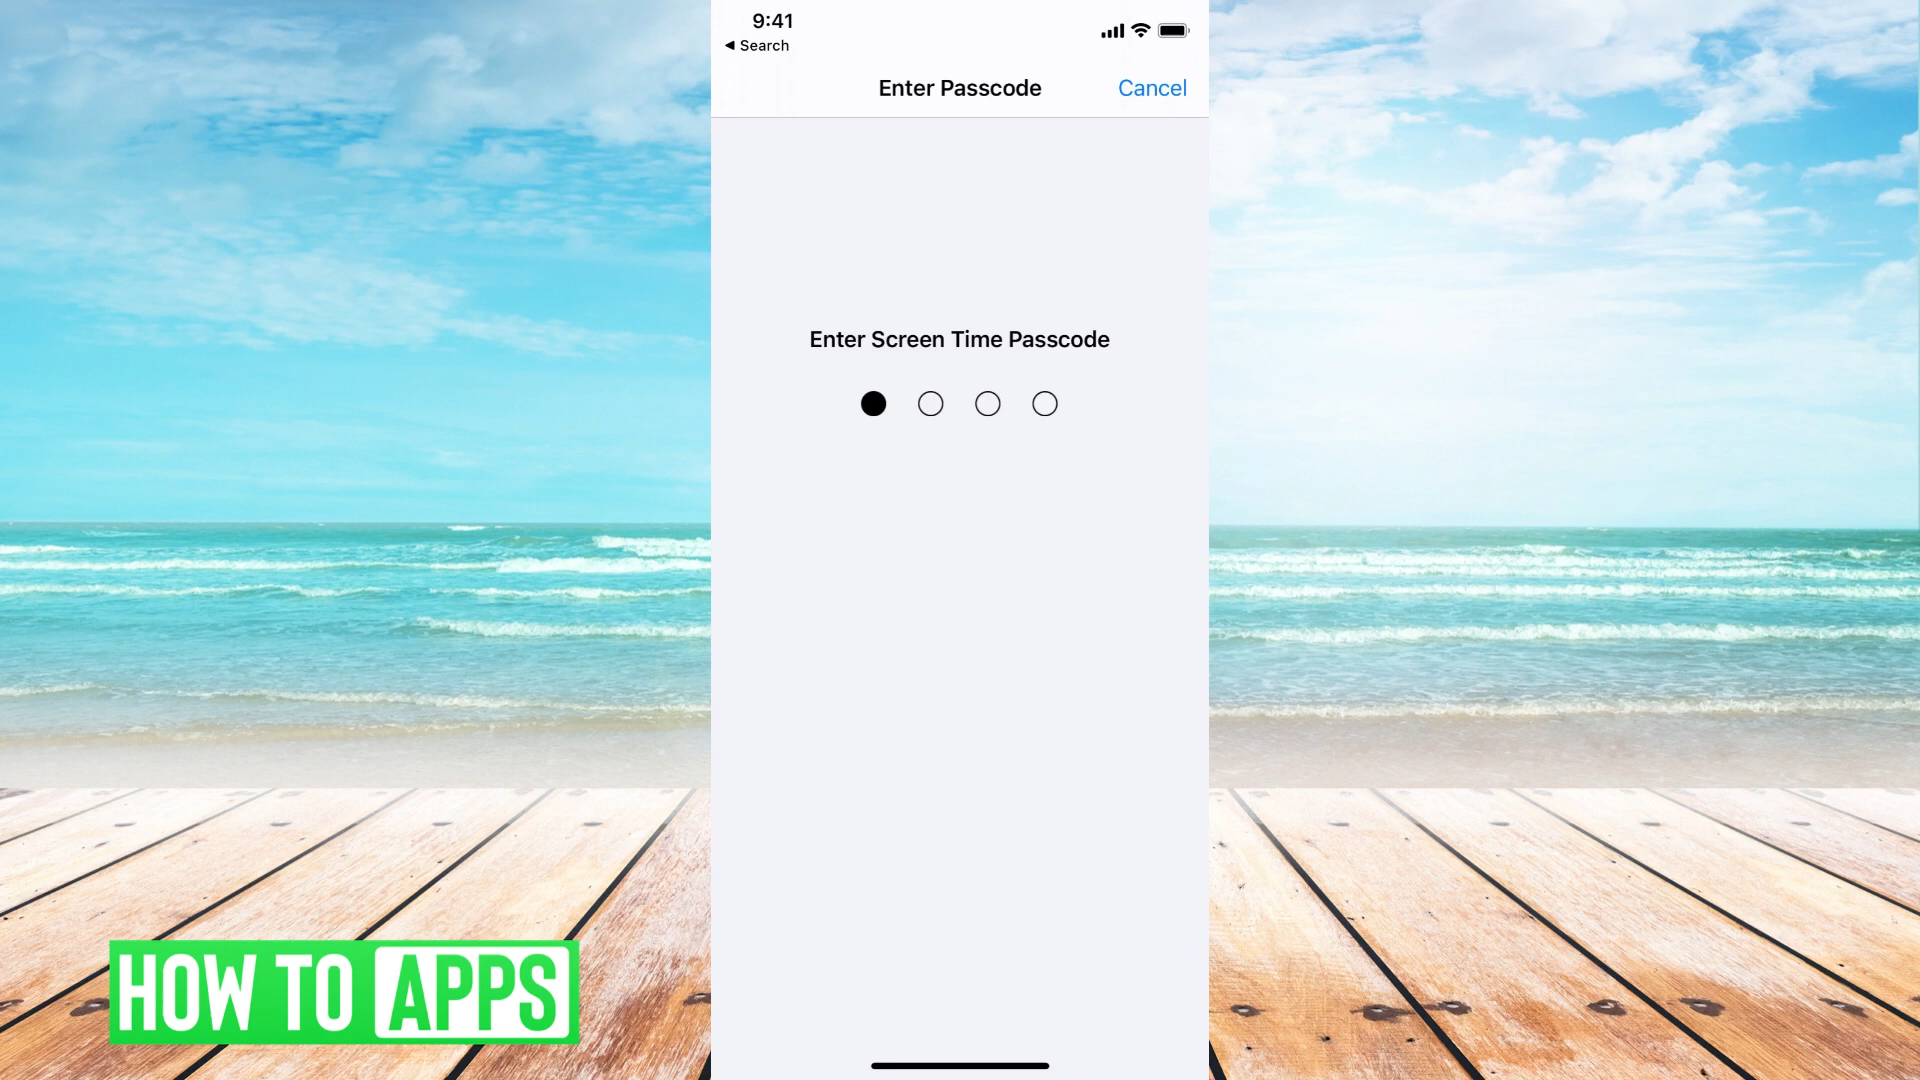 9:41
◀ Search
Enter Passcode
Cancel
Enter Screen Time Passcode
HOW TO APPS